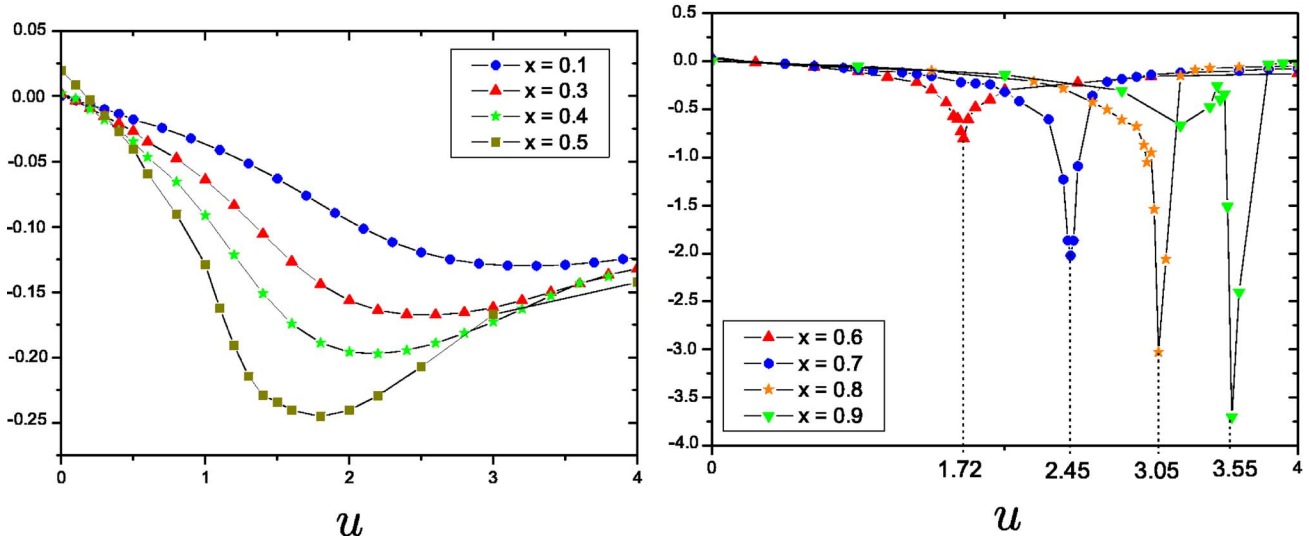 0.05
0.00
-0.05
-0.10
-0.15
-0.20
-0.25
0 1 2 3 4
u
x = 0.1
x = 0.3
x = 0.4
x = 0.5
0.5
0.0
-0.5
-1.0
-1.5
-2.0
-2.5
-3.0
-3.5
-4.0
0 1.72 2.45 3.05 3.55 4
u
x = 0.6
x = 0.7
x = 0.8
x = 0.9